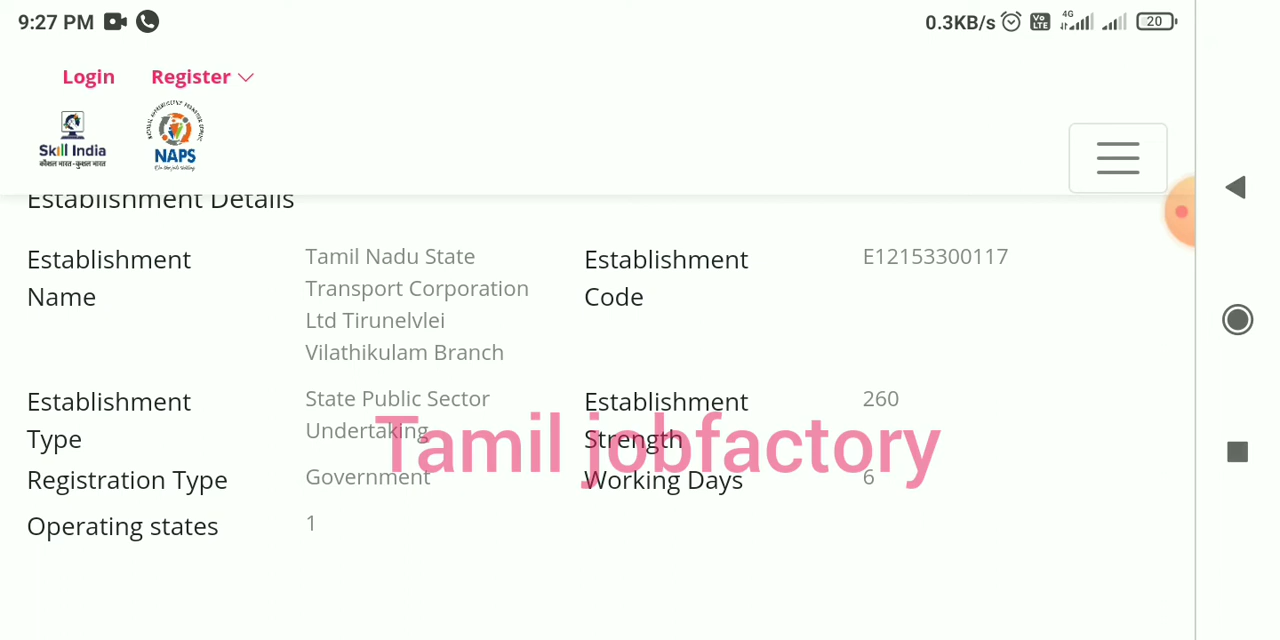 9:27 PM
0.3KB/s
Vo
LTE
4G
20
Login
Register
Skill India
कौशल भारत - कुशल भारत
NAPS
Establishment Details
Establishment
Name
Tamil Nadu State
Transport Corporation
Ltd Tirunelvlei
Vilathikulam Branch
Establishment
Code
E12153300117
Establishment
Type
State Public Sector
Undertaking
Establishment
Strength
260
Tamil jobfactory
Registration Type
Government
Working Days
6
Operating states
1